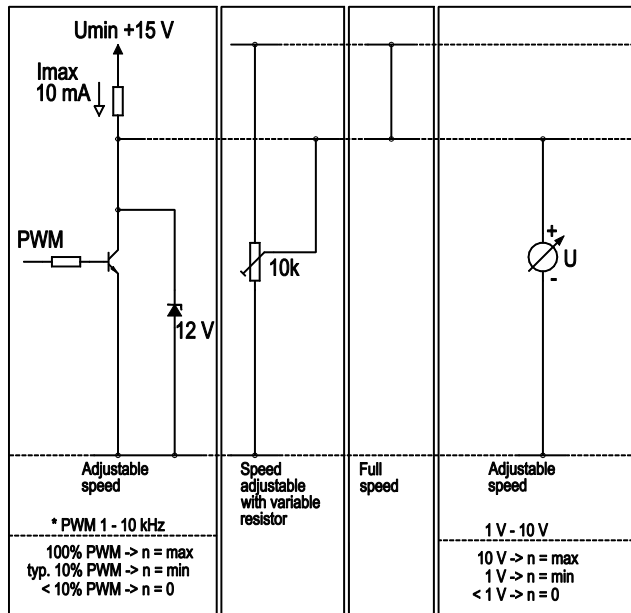 Umin +15 V
Imax
10 mA
PWM
12 V
10k
+
U
-
Adjustable
speed
* PWM 1 - 10 kHz
100% PWM -> n = max
typ. 10% PWM -> n = min
< 10% PWM -> n = 0
Speed
adjustable
with variable
resistor
Full
speed
Adjustable
speed
1 V - 10 V
10 V -> n = max
1 V -> n = min
< 1 V -> n = 0